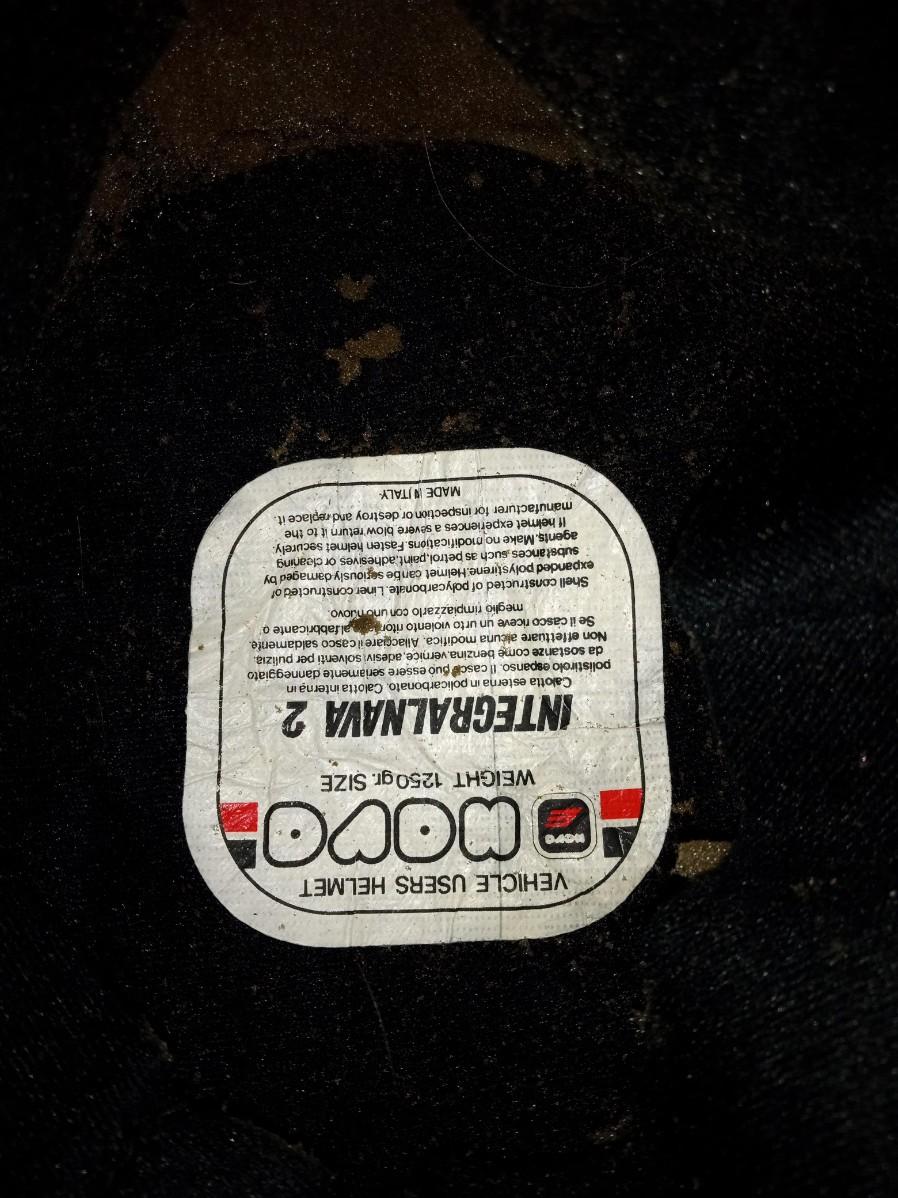 VEHICLE USERS HELMET
NAVA
NAVA
WEIGHT 1250 gr. SIZE
INTEGRALNAVA 2
Calotta esterna in policarbonato. Calotta interna in
polistirolo espanso. Il casco può essere seriamente danneggiato
da sostanze come benzina, vernice, adesivi solventi per pulizia.
Non effettuare alcuna modifica. Allacciare il casco saldamente.
Se il casco riceve un urto violento ritorn al fabbricante o
meglio rimpiazzarlo con uno nuovo.
Shell constructed of polycarbonate. Liner constructed of
expanded polystirene. Helmet can be seriously damaged by
substances such as petrol, paint, adhesives or cleaning
agents. Make no modifications. Fasten helmet securely.
If helmet experiences a severe blow return it to the
manufacturer for inspection or destroy and replace it.
MADE IN ITALY